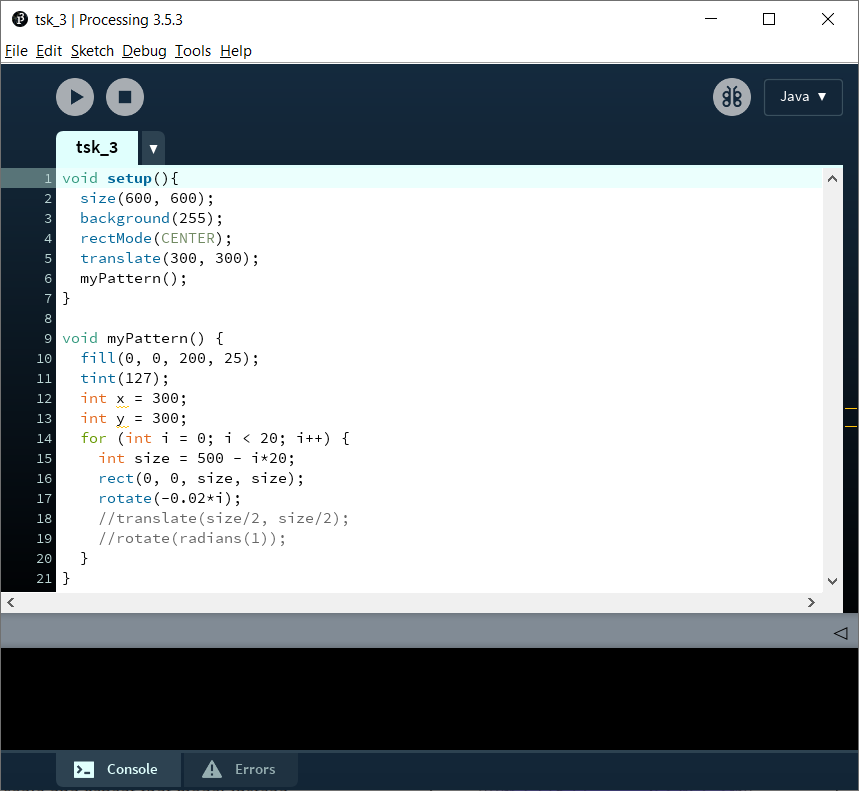 tsk_3 | Processing 3.5.3
File Edit Sketch Debug Tools Help
Java ▼
tsk_3 ▼
1 void setup(){
2   size(600, 600);
3   background(255);
4   rectMode(CENTER);
5   translate(300, 300);
6   myPattern();
7 }
8
9 void myPattern() {
10   fill(0, 0, 200, 25);
11   tint(127);
12   int x = 300;
13   int y = 300;
14   for (int i = 0; i < 20; i++) {
15     int size = 500 - i*20;
16     rect(0, 0, size, size);
17     rotate(-0.02*i);
18     //translate(size/2, size/2);
19     //rotate(radians(1));
20   }
21 }
Console Errors